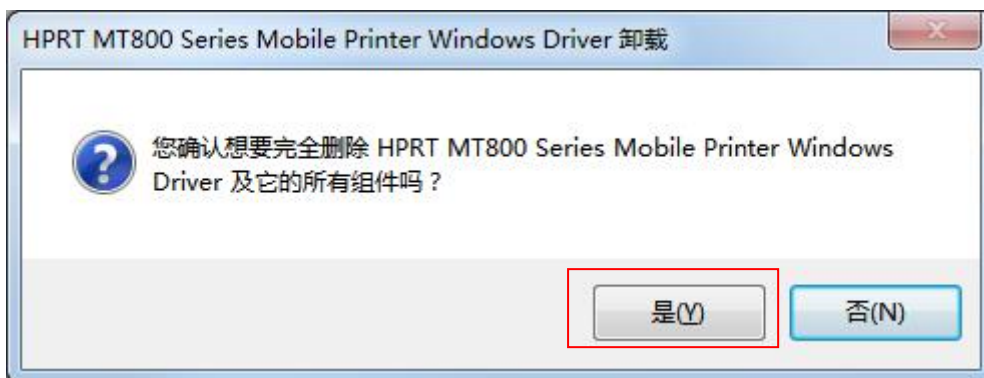 HPRT MT800 Series Mobile Printer Windows Driver 卸载
您确认想要完全删除 HPRT MT800 Series Mobile Printer Windows
Driver 及它的所有组件吗？
是(Y)
否(N)